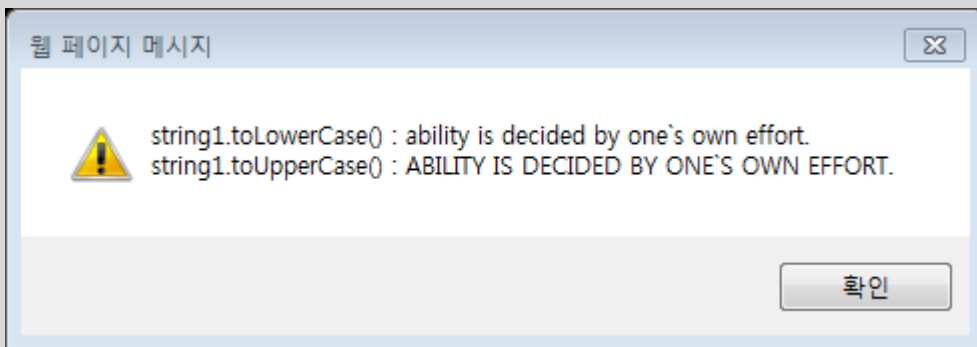 웹 페이지 메시지
string1.toLowerCase() : ability is decided by one`s own effort.
string1.toUpperCase() : ABILITY IS DECIDED BY ONE`S OWN EFFORT.
확인